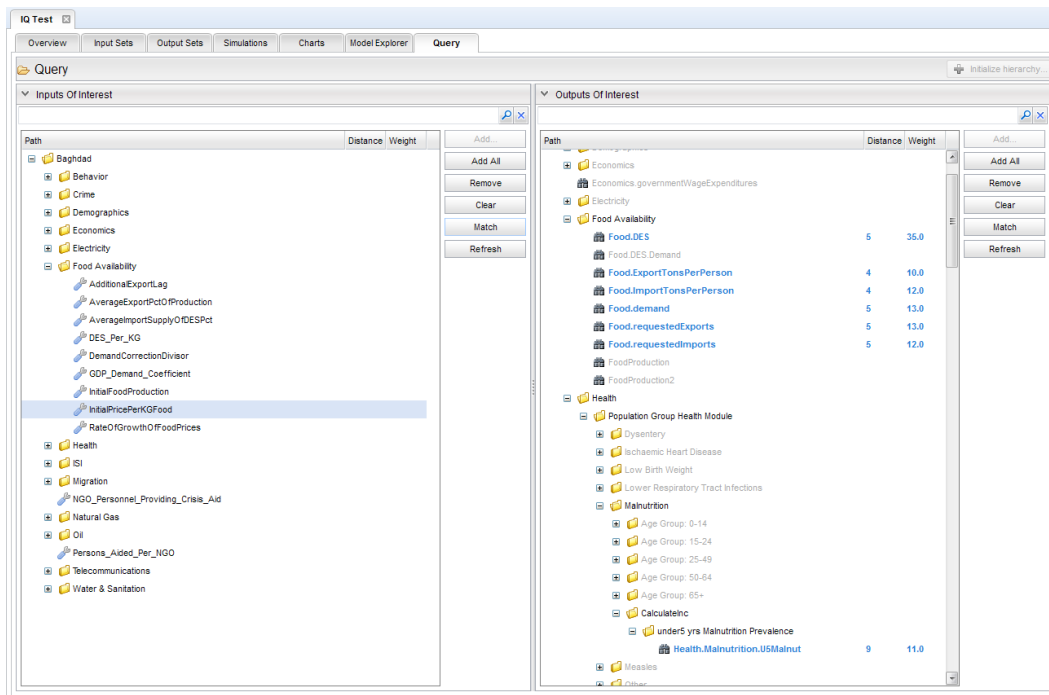 IQ Test
Overview Input Sets Output Sets Simulations Charts Model Explorer Query
Query
Initialize hierarchy...
Inputs Of Interest
Path Distance Weight
Baghdad
Behavior
Crime
Demographics
Economics
Electricity
Food Availability
AdditionalExportLag
AverageExportPctOfProduction
AverageImportSupplyOfDESPct
DES_Per_KG
DemandCorrectionDivisor
GDP_Demand_Coefficient
InitialFoodProduction
InitialPricePerKGFood
RateOfGrowthOfFoodPrices
Health
ISI
Migration
NGO_Personnel_Providing_Crisis_Aid
Natural Gas
Oil
Persons_Aided_Per_NGO
Telecommunications
Water & Sanitation
Add...
Add All
Remove
Clear
Match
Refresh
Outputs Of Interest
Path Distance Weight
Demographics
Economics
Economics.governmentWageExpenditures
Electricity
Food Availability
Food.DES 5 35.0
Food.DES.Demand
Food.ExportTonsPerPerson 4 10.0
Food.ImportTonsPerPerson 4 12.0
Food.demand 5 13.0
Food.requestedExports 5 13.0
Food.requestedImports 5 12.0
FoodProduction
FoodProduction2
Health
Population Group Health Module
Dysentery
Ischaemic Heart Disease
Low Birth Weight
Lower Respiratory Tract Infections
Malnutrition
Age Group: 0-14
Age Group: 15-24
Age Group: 25-49
Age Group: 50-64
Age Group: 65+
CalculateInc
under5 yrs Malnutrition Prevalence
Health.Malnutrition.U5Malnut 9 11.0
Measles
Other
Add...
Add All
Remove
Clear
Match
Refresh